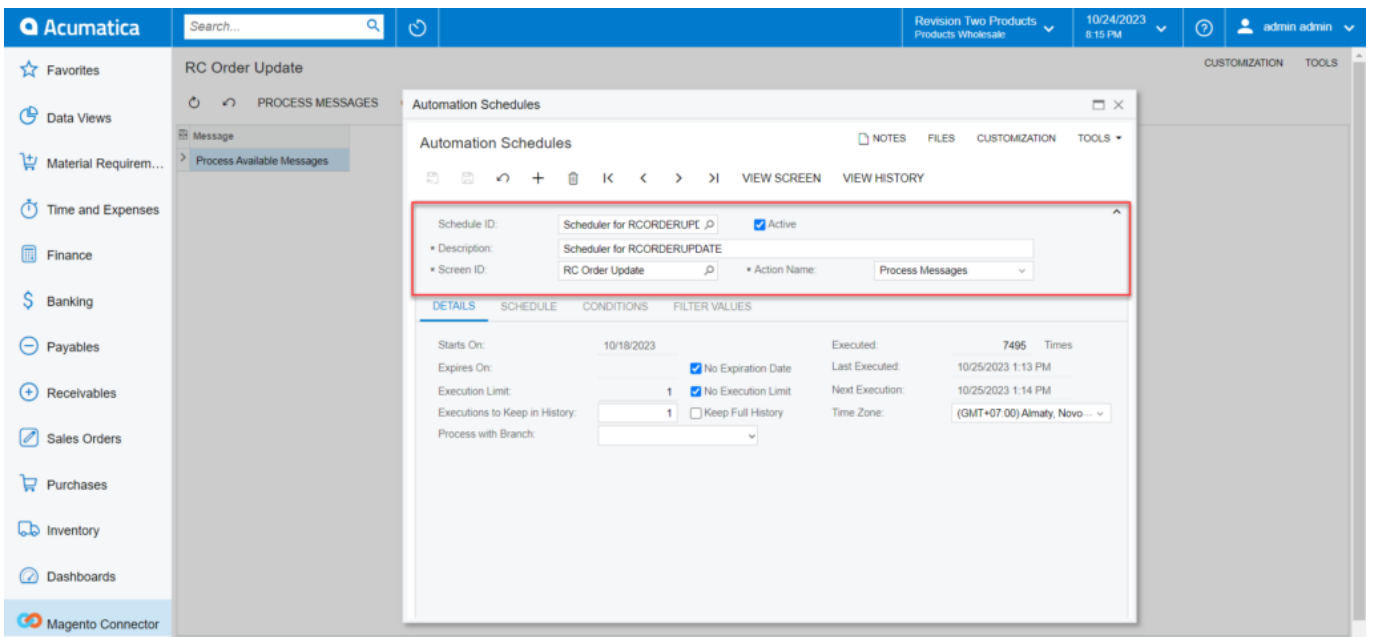 Acumatica
Search...
Revision Two Products
Products Wholesale
10/24/2023
8:15 PM
admin admin
Favorites
Data Views
Material Requirem...
Time and Expenses
Finance
Banking
Payables
Receivables
Sales Orders
Purchases
Inventory
Dashboards
Magento Connector
RC Order Update
CUSTOMIZATION TOOLS
PROCESS MESSAGES
Message
Process Available Messages
Automation Schedules
Automation Schedules
NOTES FILES CUSTOMIZATION TOOLS
VIEW SCREEN VIEW HISTORY
Schedule ID: Scheduler for RCORDERUPD Active
* Description: Scheduler for RCORDERUPDATE
* Screen ID: RC Order Update * Action Name: Process Messages
DETAILS SCHEDULE CONDITIONS FILTER VALUES
Starts On: 10/18/2023 Executed: 7495 Times
Expires On: No Expiration Date Last Executed: 10/25/2023 1:13 PM
Execution Limit: 1 No Execution Limit Next Execution: 10/25/2023 1:14 PM
Executions to Keep in History: 1 Keep Full History Time Zone: (GMT+07:00) Almaty, Novo...
Process with Branch: